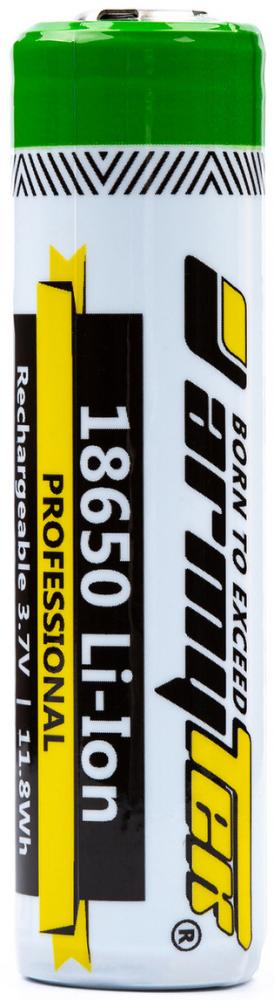 BORN TO EXCEED
armyTek®
18650 Li-Ion
PROFESSIONAL
Rechargeable 3.7V | 11.8Wh